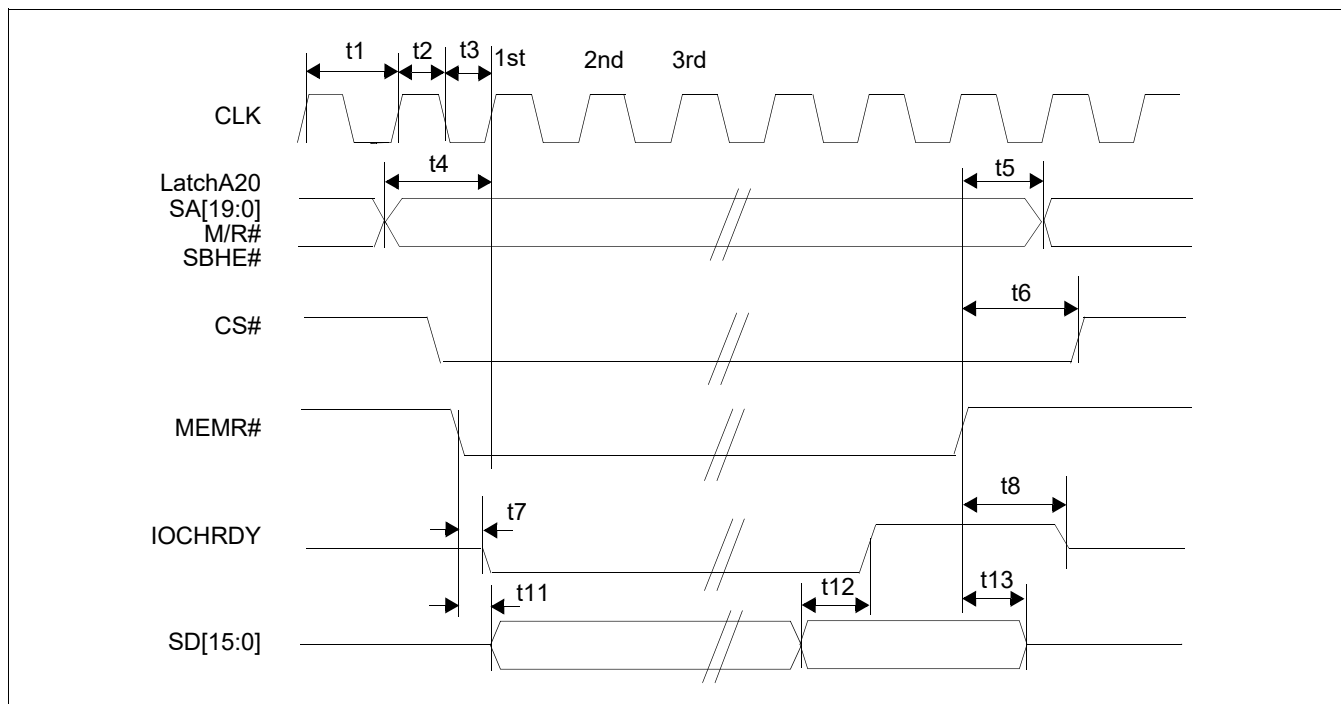 t1
t2
t3
1st
2nd
3rd
CLK
t4
t5
LatchA20
SA[19:0]
M/R#
SBHE#
t6
CS#
MEMR#
t7
t8
IOCHRDY
t11
t12
t13
SD[15:0]